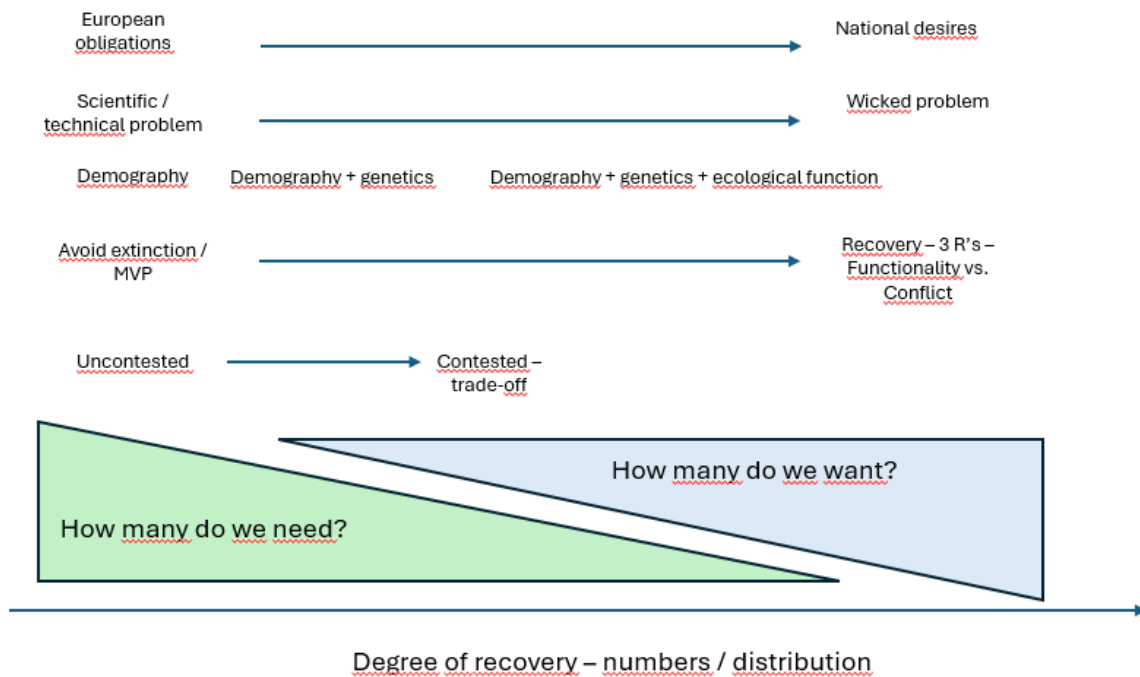 European
obligations
National desires
Scientific /
technical problem
Wicked problem
Demography
Demography + genetics
Demography + genetics + ecological function
Avoid extinction /
MVP
Recovery – 3 R's –
Functionality vs.
Conflict
Uncontested
Contested –
trade-off
How many do we want?
How many do we need?
Degree of recovery – numbers / distribution